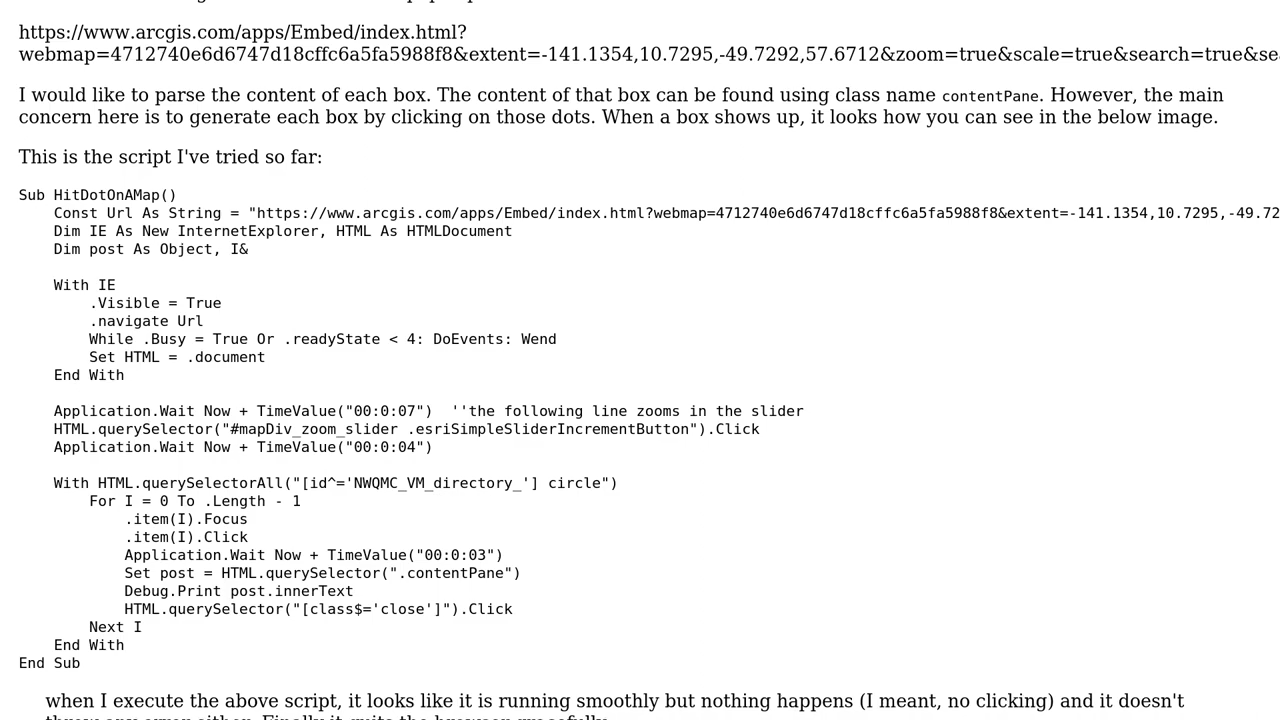 https://www.arcgis.com/apps/Embed/index.html?
webmap=4712740e6d6747d18cffc6a5fa5988f8&extent=-141.1354,10.7295,-49.7292,57.6712&zoom=true&scale=true&search=true&se
I would like to parse the content of each box. The content of that box can be found using class name contentPane. However, the main
concern here is to generate each box by clicking on those dots. When a box shows up, it looks how you can see in the below image.
This is the script I've tried so far:
Sub HitDotOnAMap()
    Const Url As String = "https://www.arcgis.com/apps/Embed/index.html?webmap=4712740e6d6747d18cffc6a5fa5988f8&extent=-141.1354,10.7295,-49.72
    Dim IE As New InternetExplorer, HTML As HTMLDocument
    Dim post As Object, I&
    With IE
        .Visible = True
        .navigate Url
        While .Busy = True Or .readyState < 4: DoEvents: Wend
        Set HTML = .document
    End With
    Application.Wait Now + TimeValue("00:0:07")  ''the following line zooms in the slider
    HTML.querySelector("#mapDiv_zoom_slider .esriSimpleSliderIncrementButton").Click
    Application.Wait Now + TimeValue("00:0:04")
    With HTML.querySelectorAll("[id^='NWQMC_VM_directory_'] circle")
        For I = 0 To .Length - 1
            .item(I).Focus
            .item(I).Click
            Application.Wait Now + TimeValue("00:0:03")
            Set post = HTML.querySelector(".contentPane")
            Debug.Print post.innerText
            HTML.querySelector("[class$='close']").Click
        Next I
    End With
End Sub
when I execute the above script, it looks like it is running smoothly but nothing happens (I meant, no clicking) and it doesn't